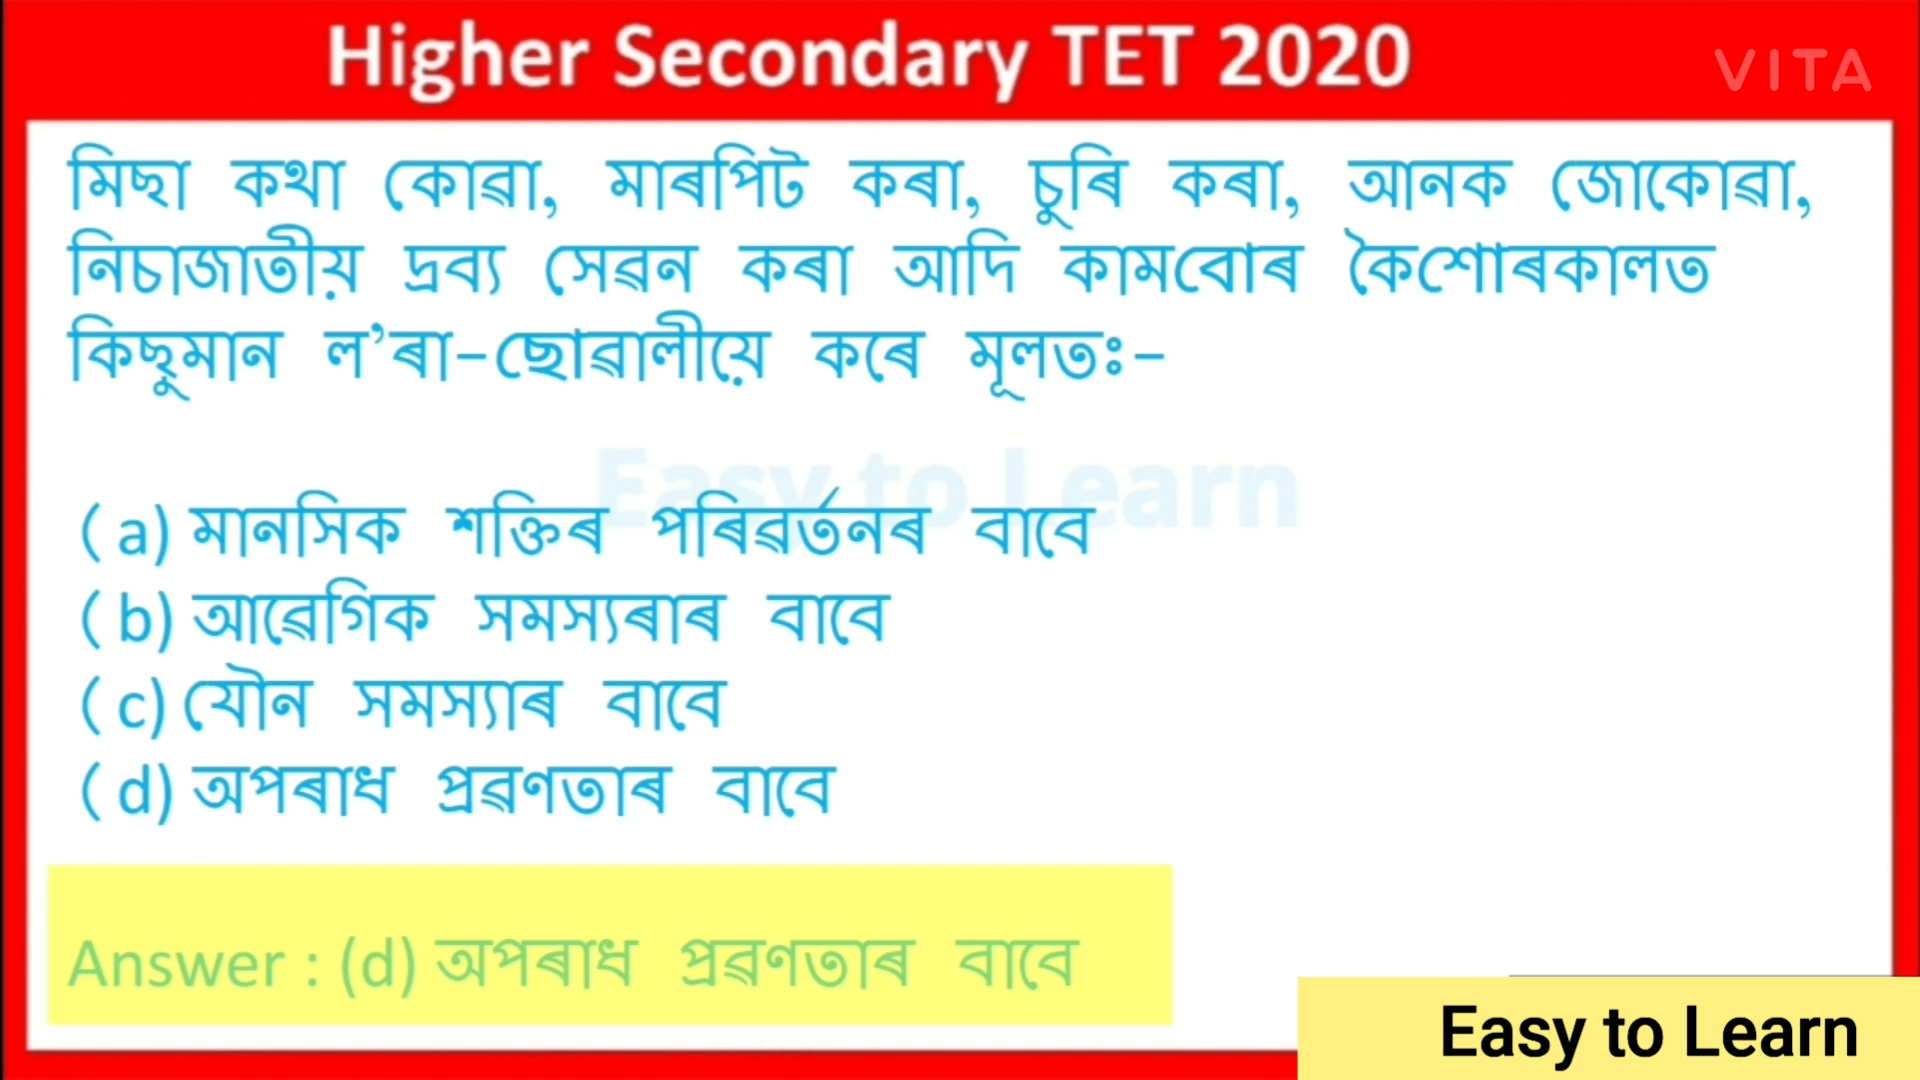 Higher Secondary TET 2020
VITA
মিছা কথা কোৱা, মাৰপিট কৰা, চুৰি কৰা, আনক জোকোৱা,
নিচাজাতীয় দ্ৰব্য সেৱন কৰা আদি কামবোৰ কৈশোৰকালত
কিছুমান ল’ৰা–ছোৱালীয়ে কৰে মূলতঃ–
Easy to Learn
( a) মানসিক শক্তিৰ পৰিৱৰ্তনৰ বাবে
( b) আৱেগিক সমস্যৰাৰ বাবে
( c) যৌন সমস্যাৰ বাবে
( d) অপৰাধ প্ৰৱণতাৰ বাবে
Answer : (d) অপৰাধ প্ৰৱণতাৰ বাবে
Easy to Learn